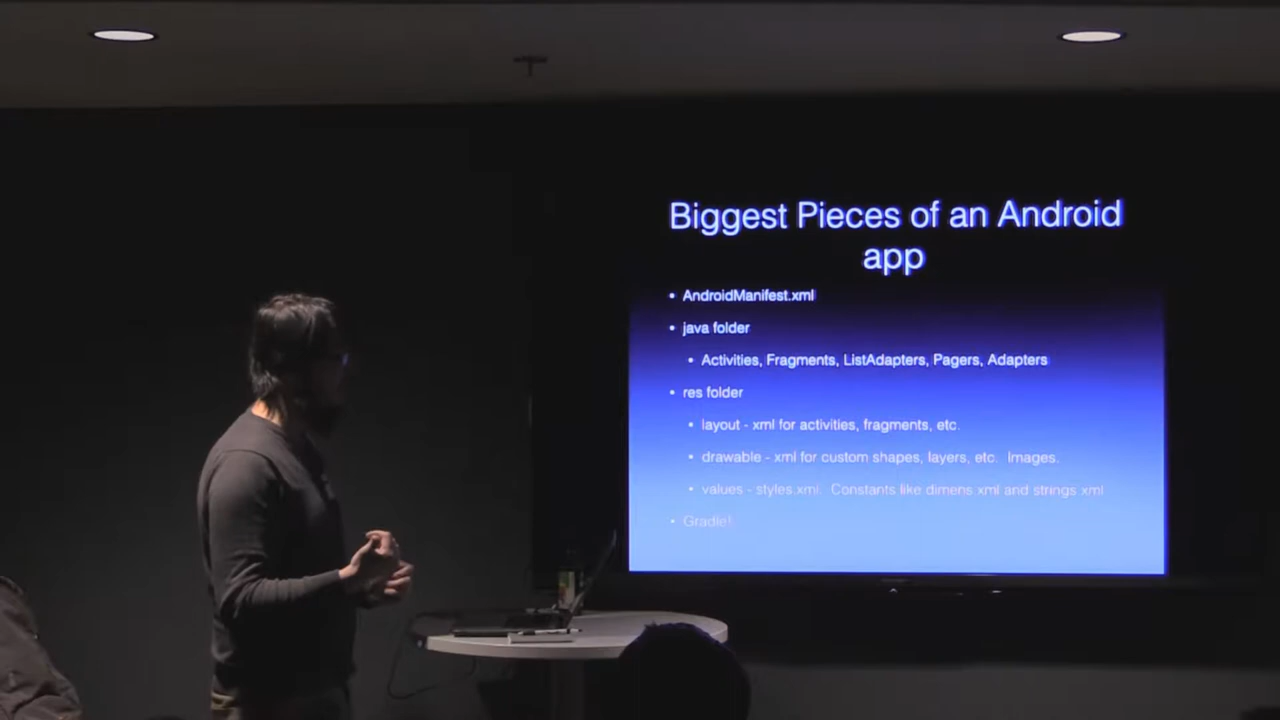 Biggest Pieces of an Android
app
• AndroidManifest.xml
• java folder
• Activities, Fragments, ListAdapters, Pagers, Adapters
• res folder
• layout - xml for activities, fragments, etc.
• drawable - xml for custom shapes, layers, etc. Images.
• values - styles.xml. Constants like dimens xml and strings xml
• Gradle!